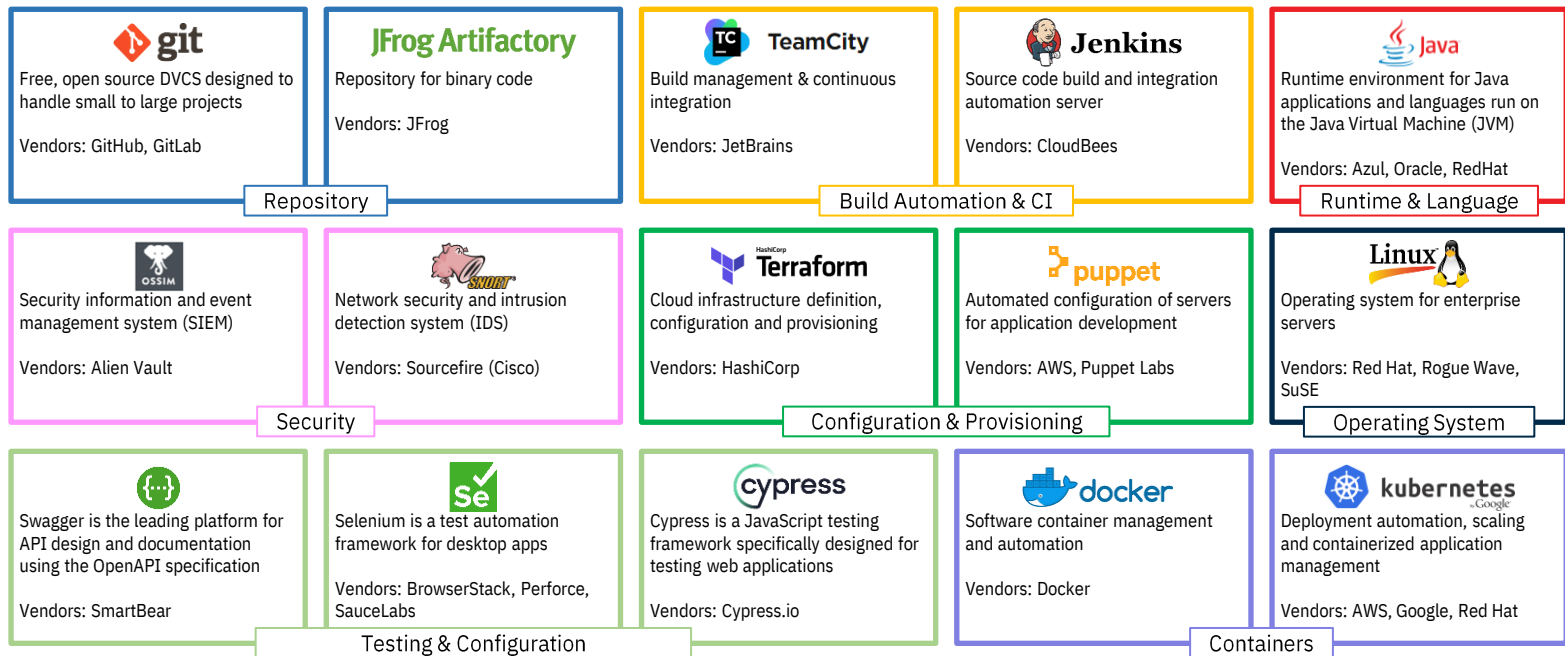 git
Free, open source DVCS designed to
handle small to large projects
Vendors: GitHub, GitLab
JFrog Artifactory
Repository for binary code
Vendors: JFrog
Repository
TC TeamCity
Build management & continuous
integration
Vendors: JetBrains
Jenkins
Source code build and integration
automation server
Vendors: CloudBees
Build Automation & CI
Java
Runtime environment for Java
applications and languages run on
the Java Virtual Machine (JVM)
Vendors: Azul, Oracle, RedHat
Runtime & Language
OSSIM
Security information and event
management system (SIEM)
Vendors: Alien Vault
SNORT
Network security and intrusion
detection system (IDS)
Vendors: Sourcefire (Cisco)
Security
HashiCorp
Terraform
Cloud infrastructure definition,
configuration and provisioning
Vendors: HashiCorp
puppet
Automated configuration of servers
for application development
Vendors: AWS, Puppet Labs
Configuration & Provisioning
Linux
Operating system for enterprise
servers
Vendors: Red Hat, Rogue Wave,
SuSE
Operating System
{··}
Swagger is the leading platform for
API design and documentation
using the OpenAPI specification
Vendors: SmartBear
Se
Selenium is a test automation
framework for desktop apps
Vendors: BrowserStack, Perforce,
SauceLabs
cypress
Cypress is a JavaScript testing
framework specifically designed for
testing web applications
Vendors: Cypress.io
Testing & Configuration
docker
Software container management
and automation
Vendors: Docker
kubernetes
by Google
Deployment automation, scaling
and containerized application
management
Vendors: AWS, Google, Red Hat
Containers